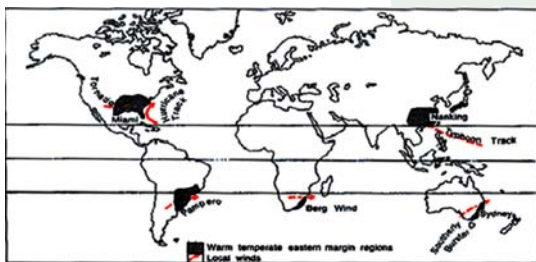 Tornado
Miami
Hurricane
Track
Nanking
Typhoon Track
Pampero
Berg Wind
Sydney
Southerly
Burster
Warm temperate eastern margin regions
Local winds